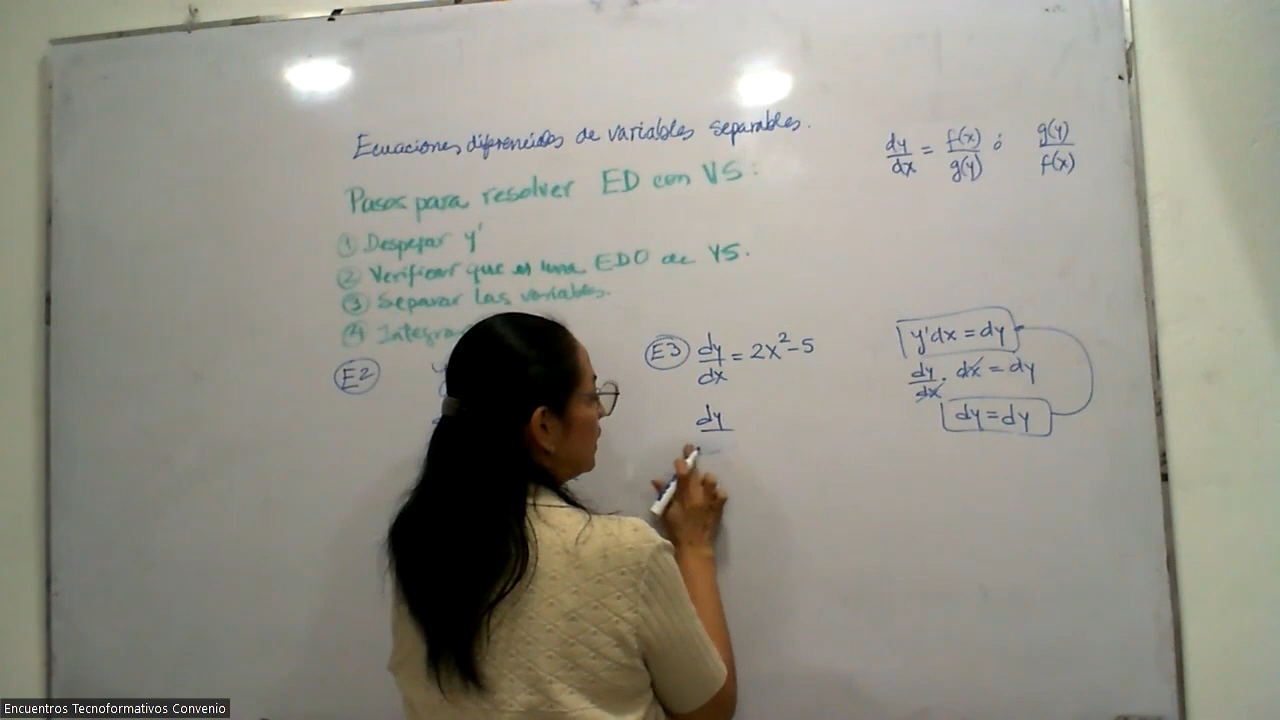 Ecuaciones diferenciales de variables separables.
dy/dx = f(x)/g(y) ó g(y)/f(x)
Pasos para resolver ED con VS:
① Despejar y'
② Verificar que es una EDO de VS.
③ Separar las variables.
④ Integra
E2
E3 dy/dx = 2x²-5
dy
y'dx = dy
dy/dx · dx = dy
dy = dy
Encuentros Tecnoformativos Convenio